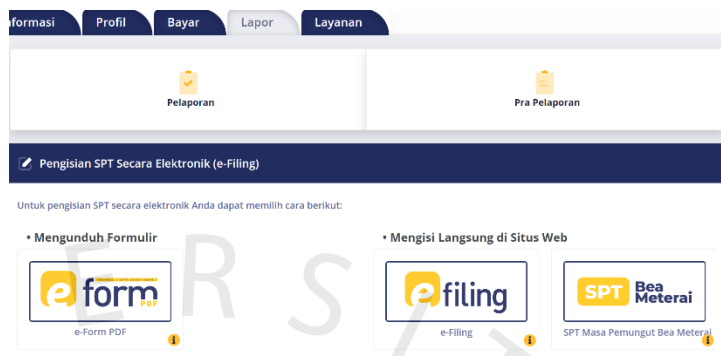 nformasi Profil Bayar Lapor Layanan
Pelaporan Pra Pelaporan
Pengisian SPT Secara Elektronik (e-Filing)
Untuk pengisian SPT secara elektronik Anda dapat memilih cara berikut:
• Mengunduh Formulir • Mengisi Langsung di Situs Web
e form PDF e filing SPT Bea Meterai
e-Form PDF e-Filing SPT Masa Pemungut Bea Meterai
E R S I